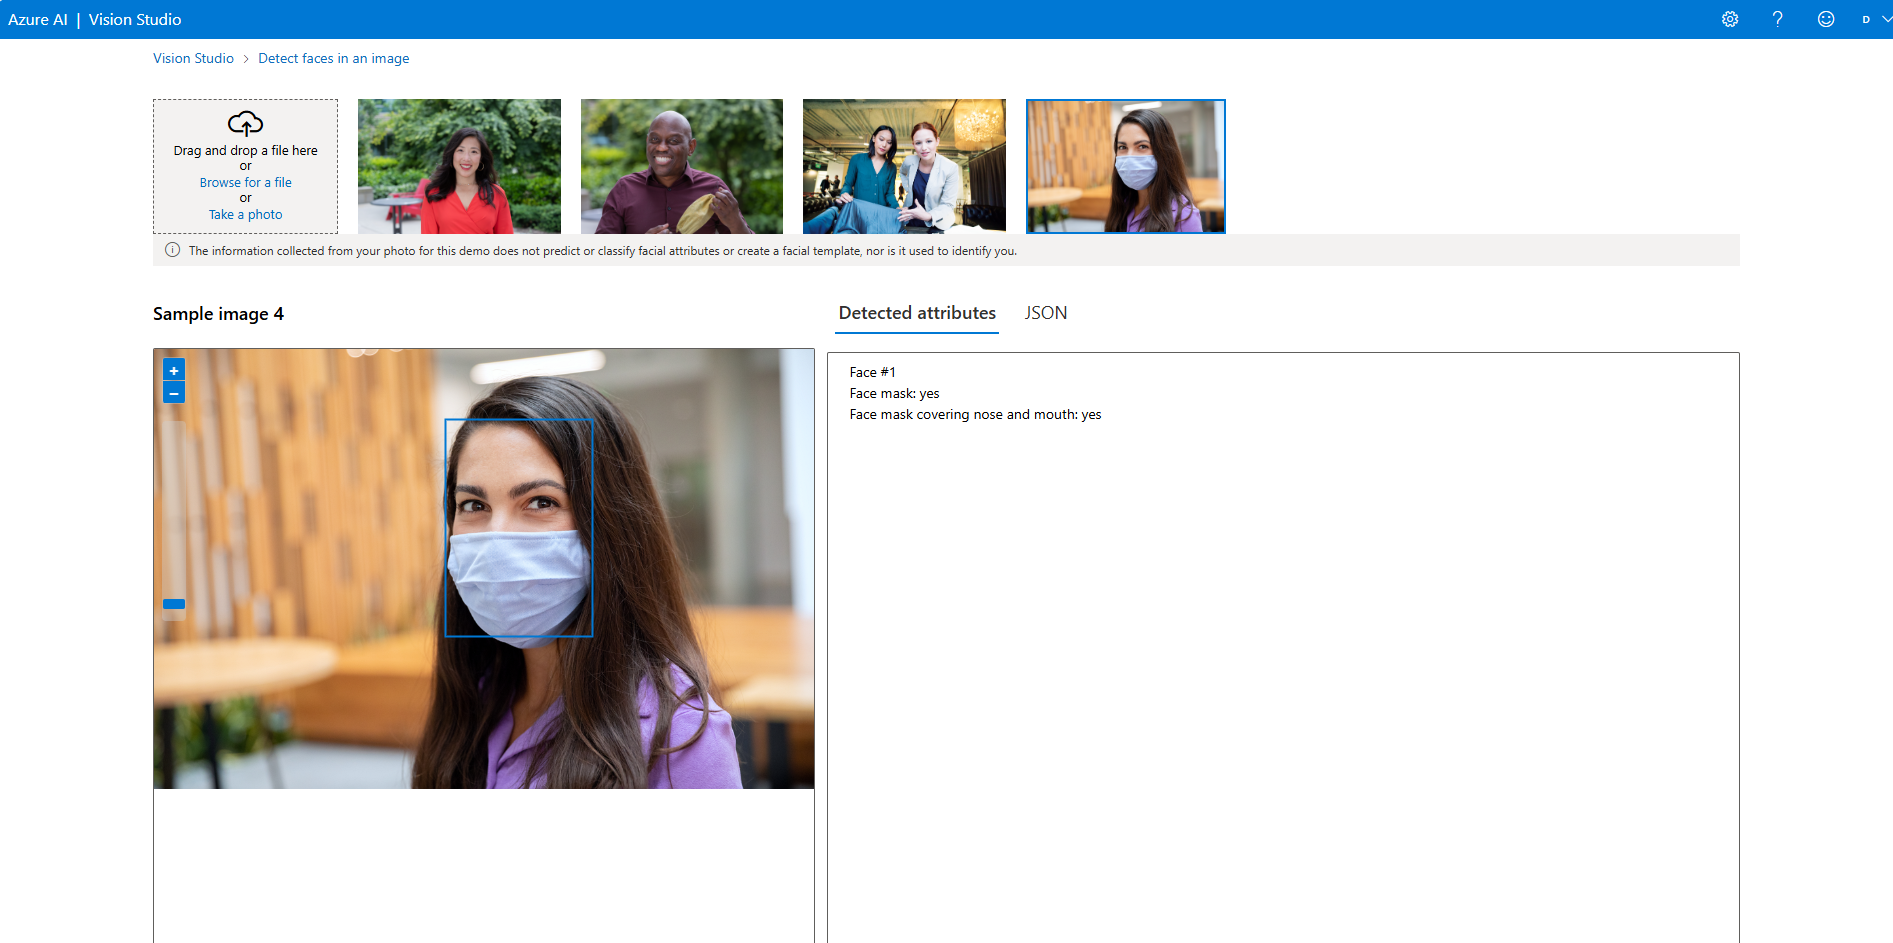 Azure AI | Vision Studio
D
Vision Studio > Detect faces in an image
Drag and drop a file here
or
Browse for a file
or
Take a photo
The information collected from your photo for this demo does not predict or classify facial attributes or create a facial template, nor is it used to identify you.
Sample image 4
Detected attributes JSON
+
−
Face #1
Face mask: yes
Face mask covering nose and mouth: yes